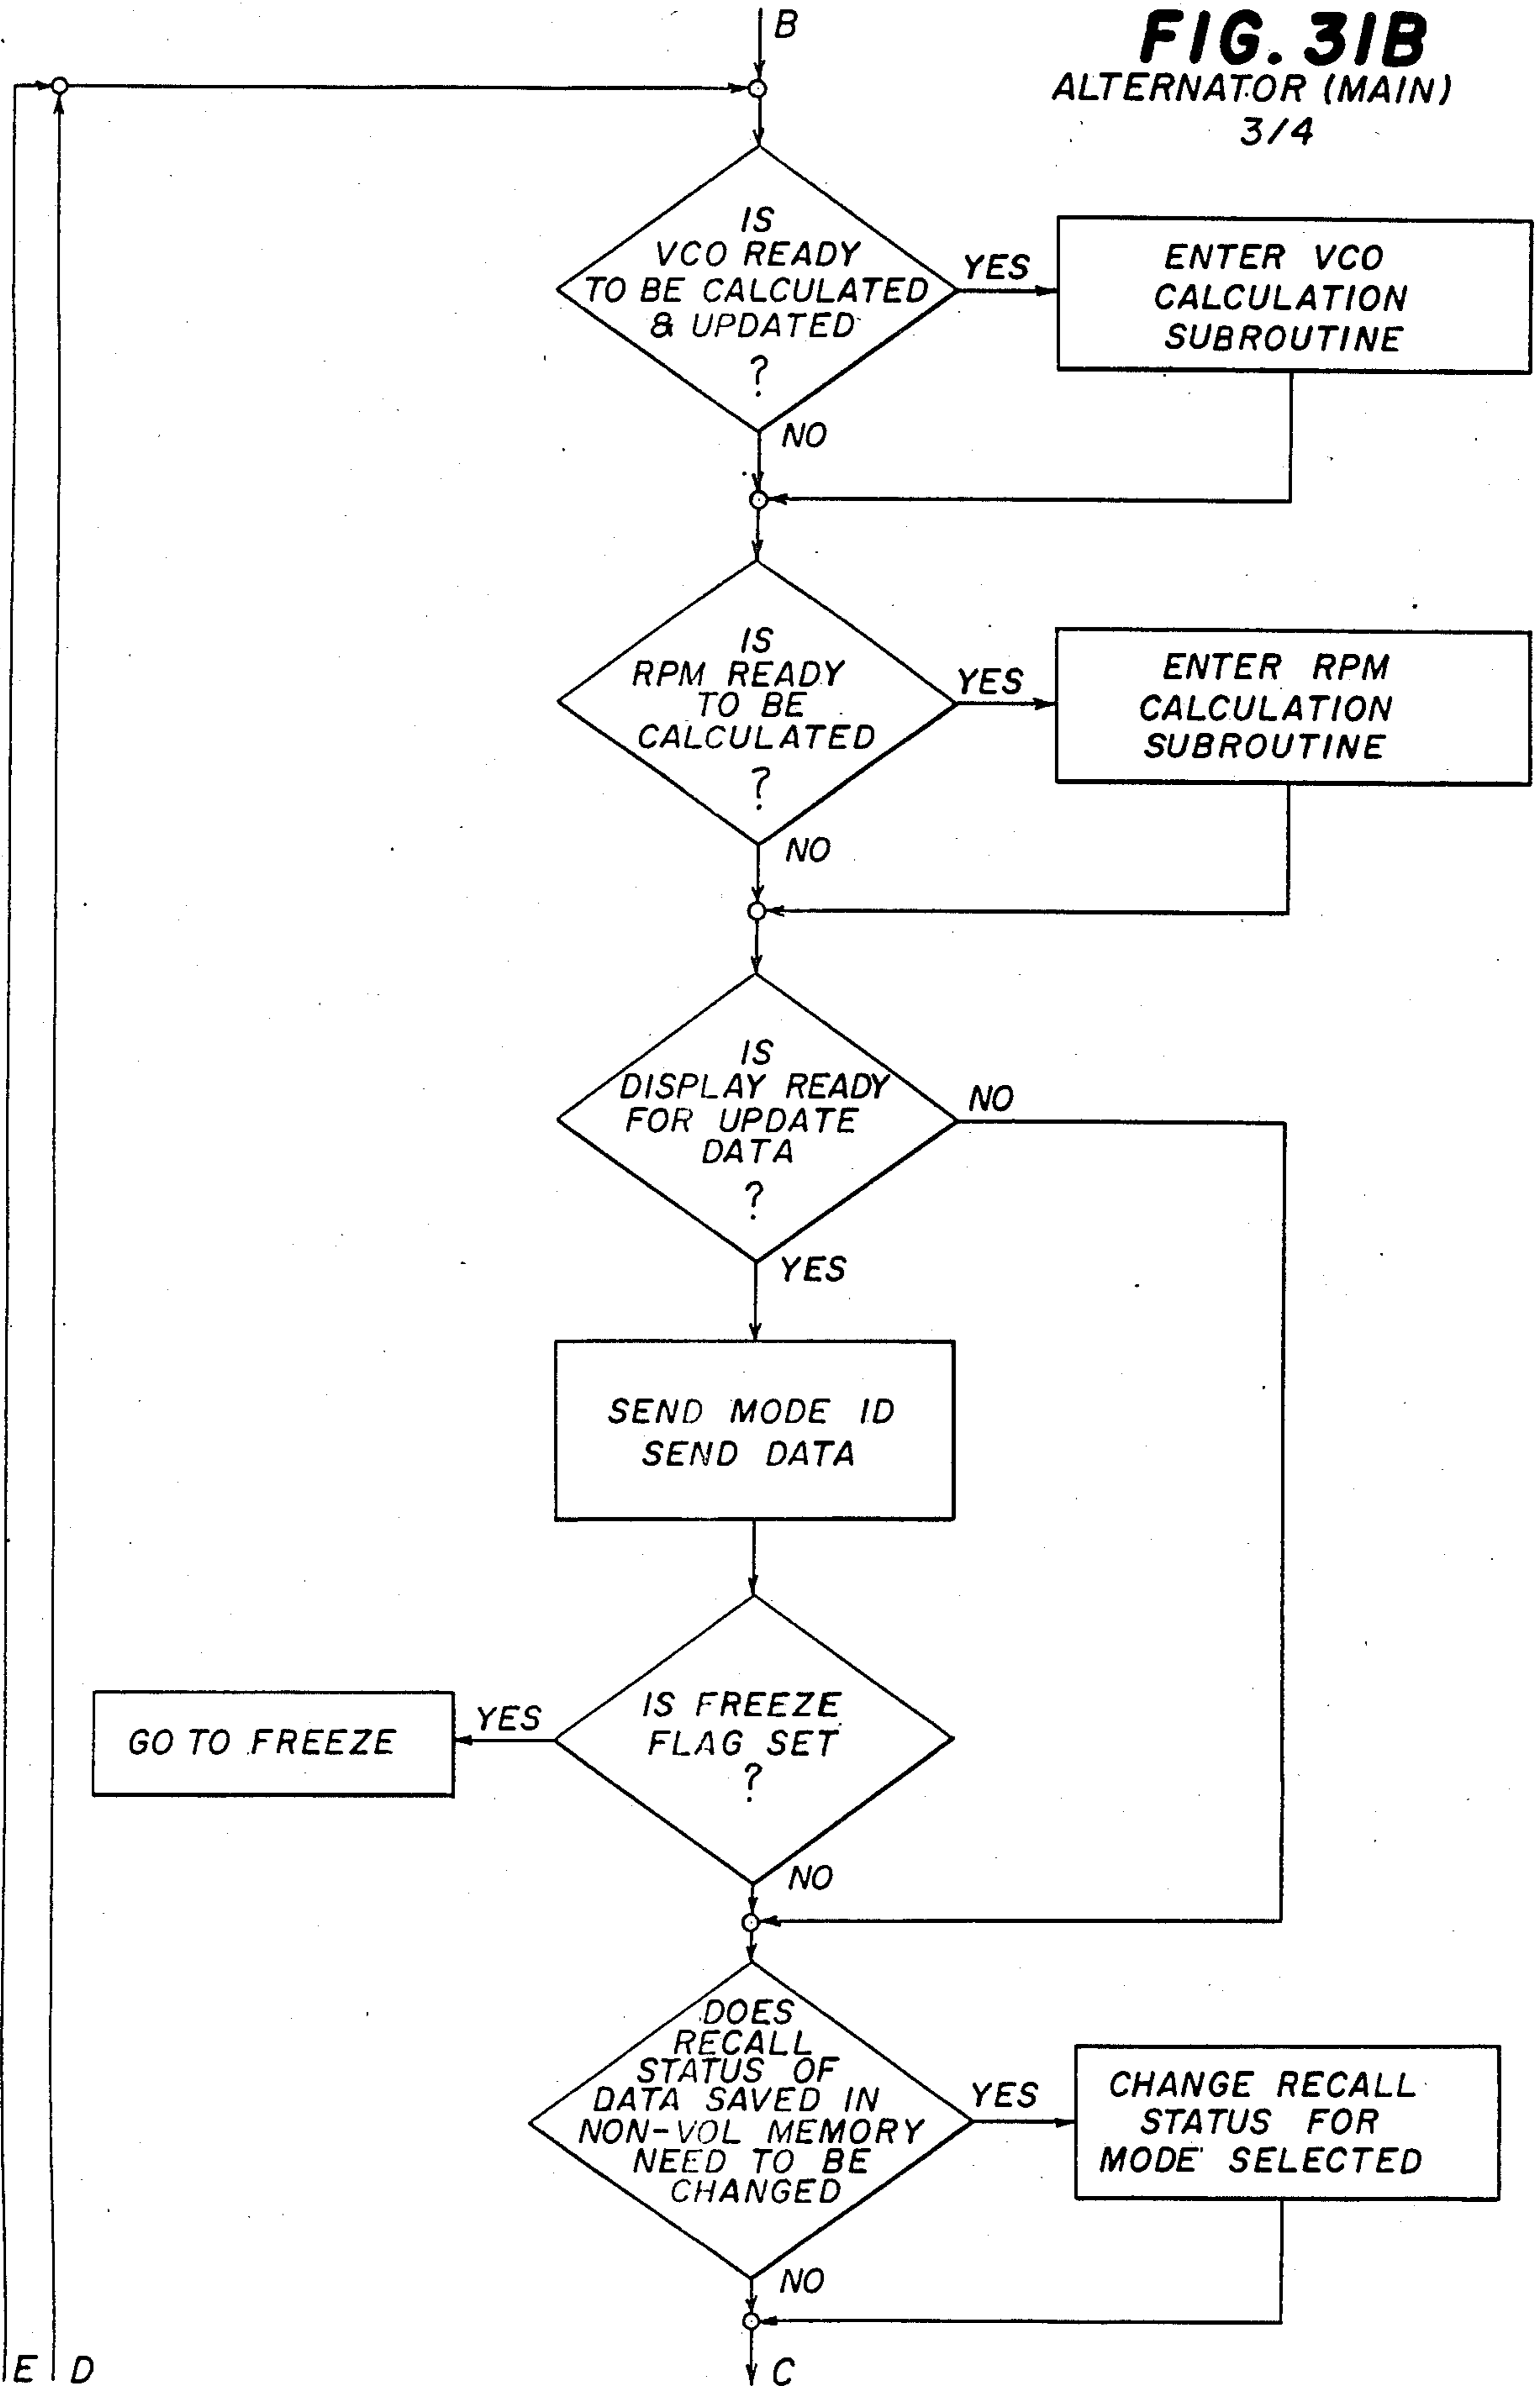 B
FIG. 31B
ALTERNATOR (MAIN)
3/4
IS
VCO READY
TO BE CALCULATED
& UPDATED
?
YES
ENTER VCO
CALCULATION
SUBROUTINE
NO
IS
RPM READY
TO BE
CALCULATED
?
YES
ENTER RPM
CALCULATION
SUBROUTINE
NO
IS
DISPLAY READY
FOR UPDATE
DATA
?
NO
YES
SEND MODE ID
SEND DATA
IS FREEZE
FLAG SET
?
YES
GO TO FREEZE
NO
DOES
RECALL
STATUS OF
DATA SAVED IN
NON-VOL MEMORY
NEED TO BE
CHANGED
YES
CHANGE RECALL
STATUS FOR
MODE SELECTED
NO
E D
C